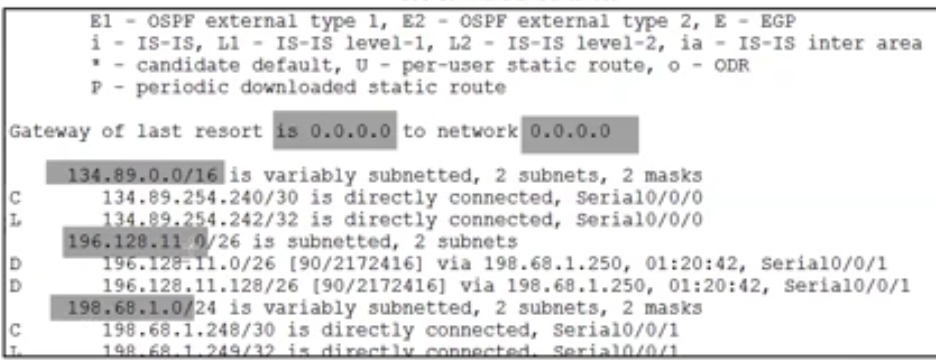 E1 - OSPF external type 1, E2 - OSPF external type 2, E - EGP
i - IS-IS, L1 - IS-IS level-1, L2 - IS-IS level-2, ia - IS-IS inter area
* - candidate default, U - per-user static route, o - ODR
P - periodic downloaded static route
Gateway of last resort is 0.0.0.0 to network 0.0.0.0
134.89.0.0/16 is variably subnetted, 2 subnets, 2 masks
C 134.89.254.240/30 is directly connected, Serial0/0/0
L 134.89.254.242/32 is directly connected, Serial0/0/0
196.128.11.0/26 is subnetted, 2 subnets
D 196.128.11.0/26 [90/2172416] via 198.68.1.250, 01:20:42, Serial0/0/1
D 196.128.11.128/26 [90/2172416] via 198.68.1.250, 01:20:42, Serial0/0/1
198.68.1.0/24 is variably subnetted, 2 subnets, 2 masks
C 198.68.1.248/30 is directly connected, Serial0/0/1
L 198.68.1.249/32 is directly connected, Serial0/0/1